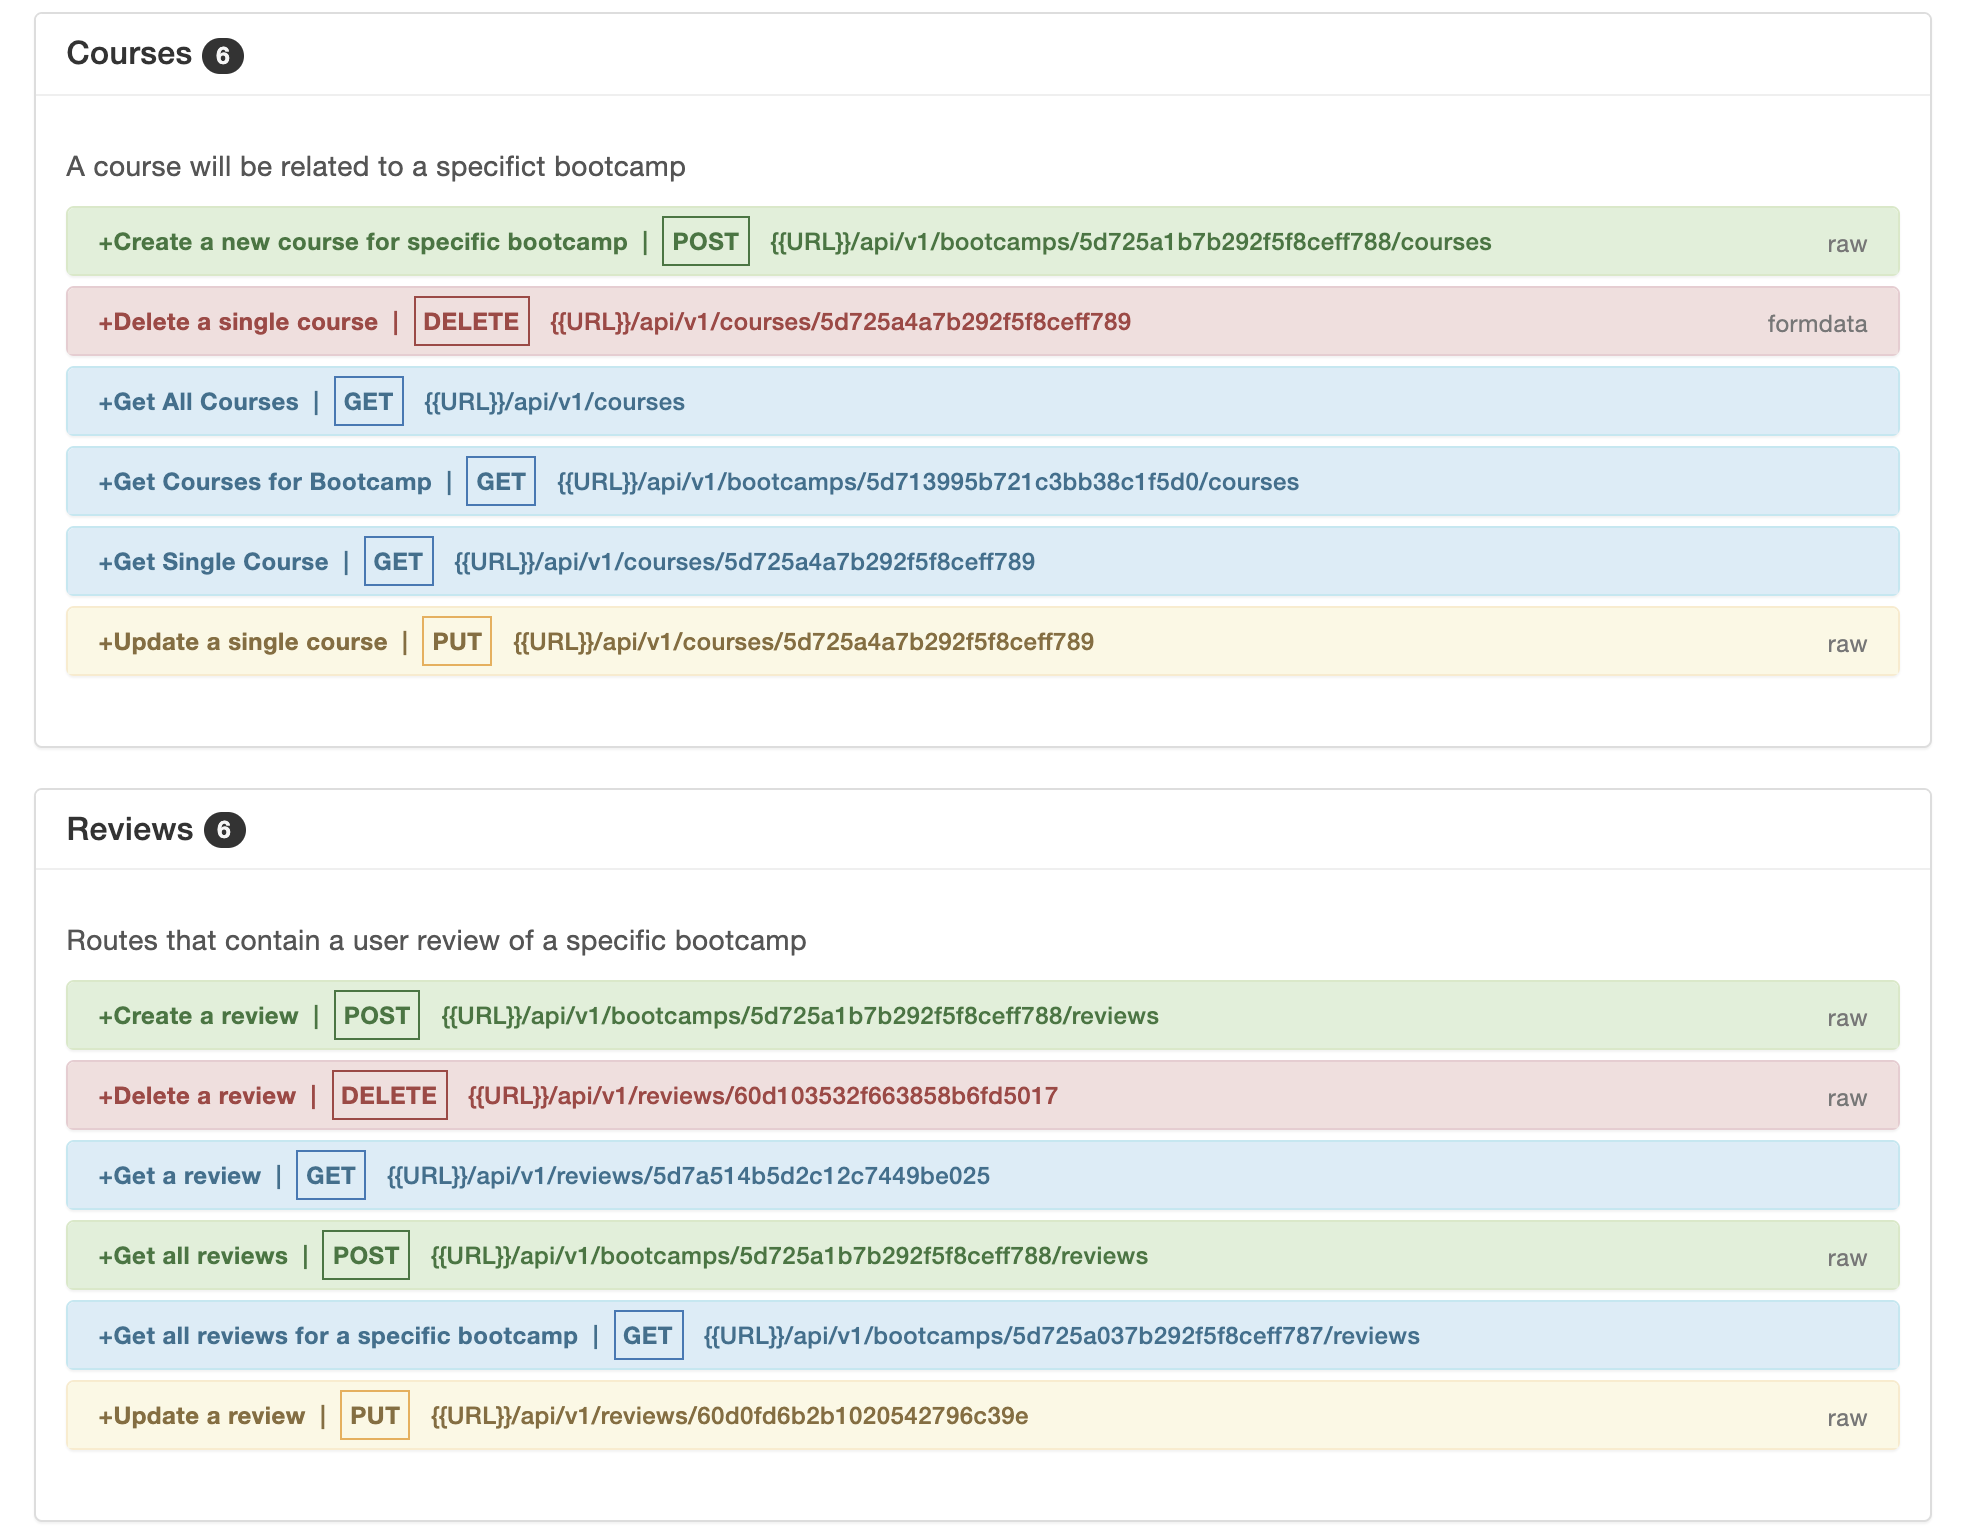 Courses 6
A course will be related to a specifict bootcamp
+Create a new course for specific bootcamp | POST {{URL}}/api/v1/bootcamps/5d725a1b7b292f5f8ceff788/courses raw
+Delete a single course | DELETE {{URL}}/api/v1/courses/5d725a4a7b292f5f8ceff789 formdata
+Get All Courses | GET {{URL}}/api/v1/courses
+Get Courses for Bootcamp | GET {{URL}}/api/v1/bootcamps/5d713995b721c3bb38c1f5d0/courses
+Get Single Course | GET {{URL}}/api/v1/courses/5d725a4a7b292f5f8ceff789
+Update a single course | PUT {{URL}}/api/v1/courses/5d725a4a7b292f5f8ceff789 raw
Reviews 6
Routes that contain a user review of a specific bootcamp
+Create a review | POST {{URL}}/api/v1/bootcamps/5d725a1b7b292f5f8ceff788/reviews raw
+Delete a review | DELETE {{URL}}/api/v1/reviews/60d103532f663858b6fd5017 raw
+Get a review | GET {{URL}}/api/v1/reviews/5d7a514b5d2c12c7449be025
+Get all reviews | POST {{URL}}/api/v1/bootcamps/5d725a1b7b292f5f8ceff788/reviews raw
+Get all reviews for a specific bootcamp | GET {{URL}}/api/v1/bootcamps/5d725a037b292f5f8ceff787/reviews
+Update a review | PUT {{URL}}/api/v1/reviews/60d0fd6b2b1020542796c39e raw